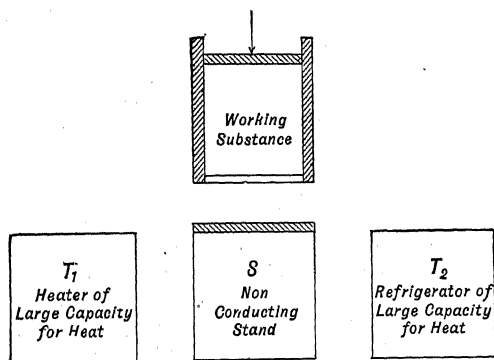 Working
Substance
T₁
Heater of
Large Capacity
for Heat
S
Non
Conducting
Stand
T₂
Refrigerator of
Large Capacity
for Heat